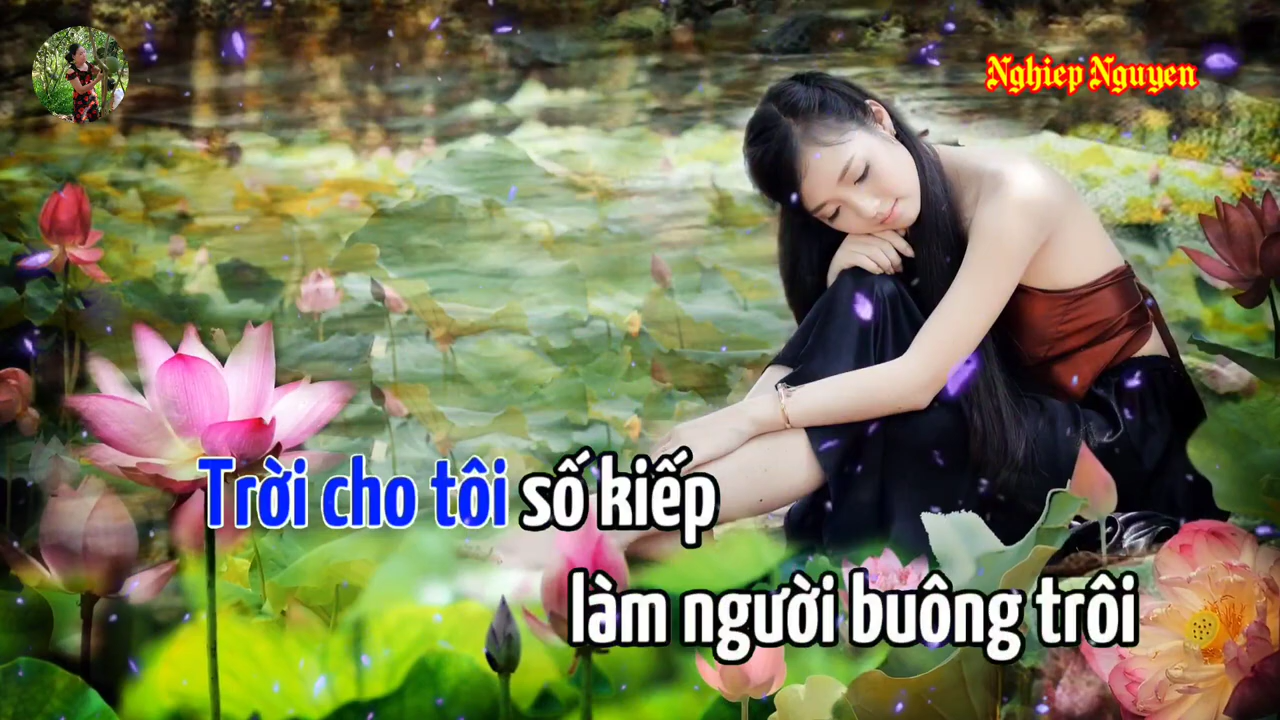 Nghiep Nguyen
Trời cho tôi số kiếp
làm người buông trôi